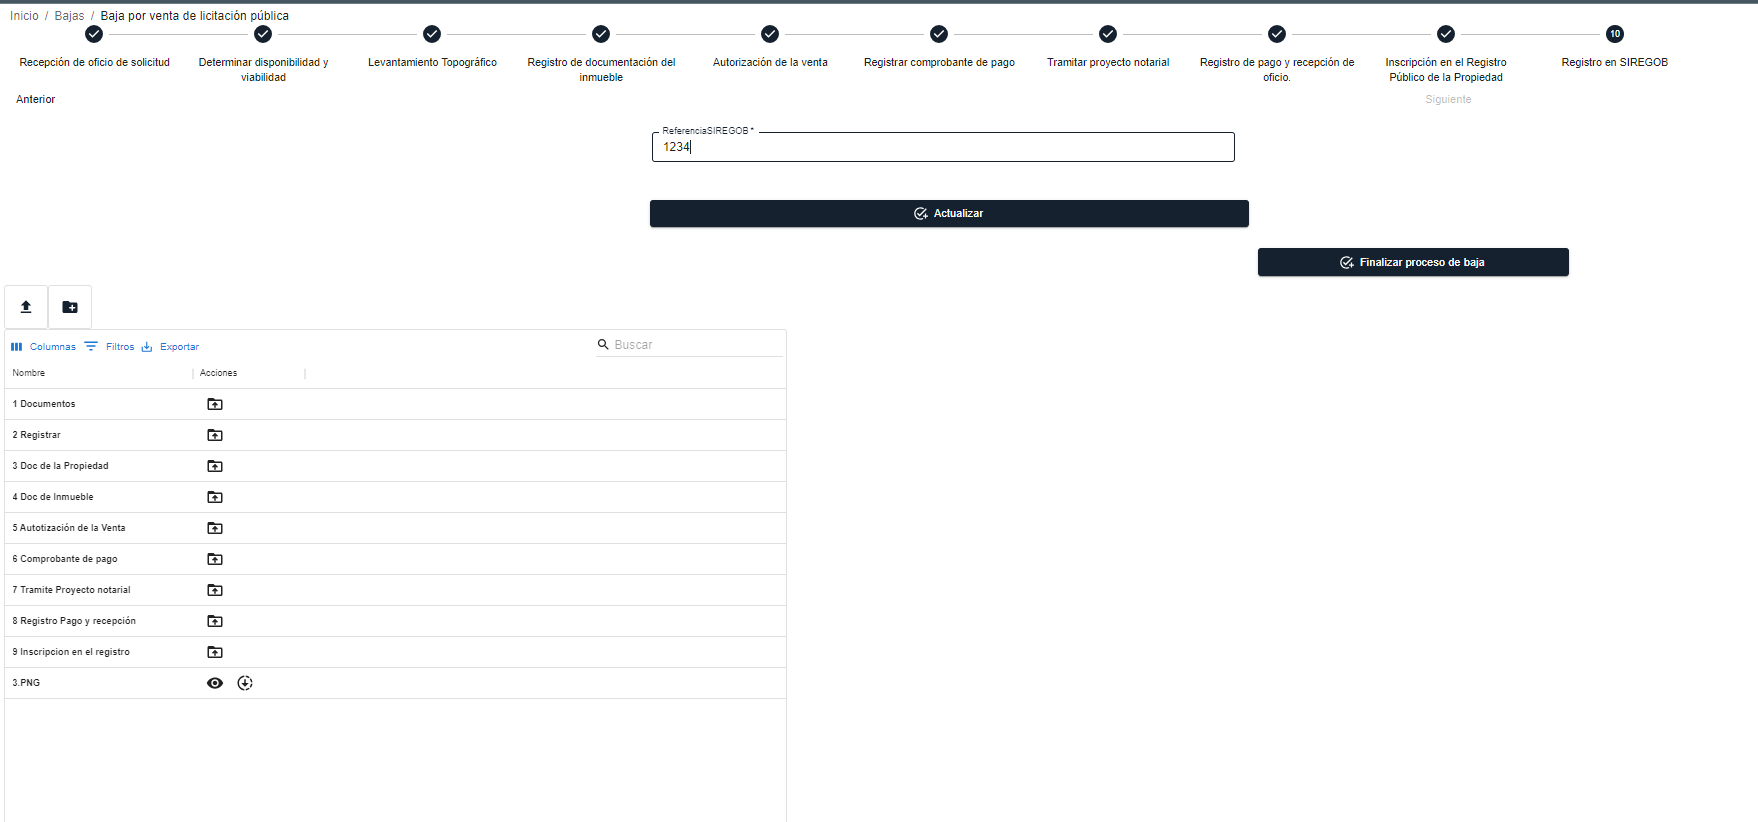 Inicio / Bajas / Baja por venta de licitación pública
10
Recepción de oficio de solicitud
Determinar disponibilidad y
viabilidad
Levantamiento Topográfico
Registro de documentación del
inmueble
Autorización de la venta
Registrar comprobante de pago
Tramitar proyecto notarial
Registro de pago y recepción de
oficio.
Inscripción en el Registro
Público de la Propiedad
Registro en SIREGOB
Anterior
Siguiente
ReferenciaSIREGOB *
1234
Actualizar
Finalizar proceso de baja
Columnas Filtros Exportar
Buscar
Nombre Acciones
1 Documentos
2 Registrar
3 Doc de la Propiedad
4 Doc de Inmueble
5 Autotización de la Venta
6 Comprobante de pago
7 Tramite Proyecto notarial
8 Registro Pago y recepción
9 Inscripcion en el registro
3.PNG